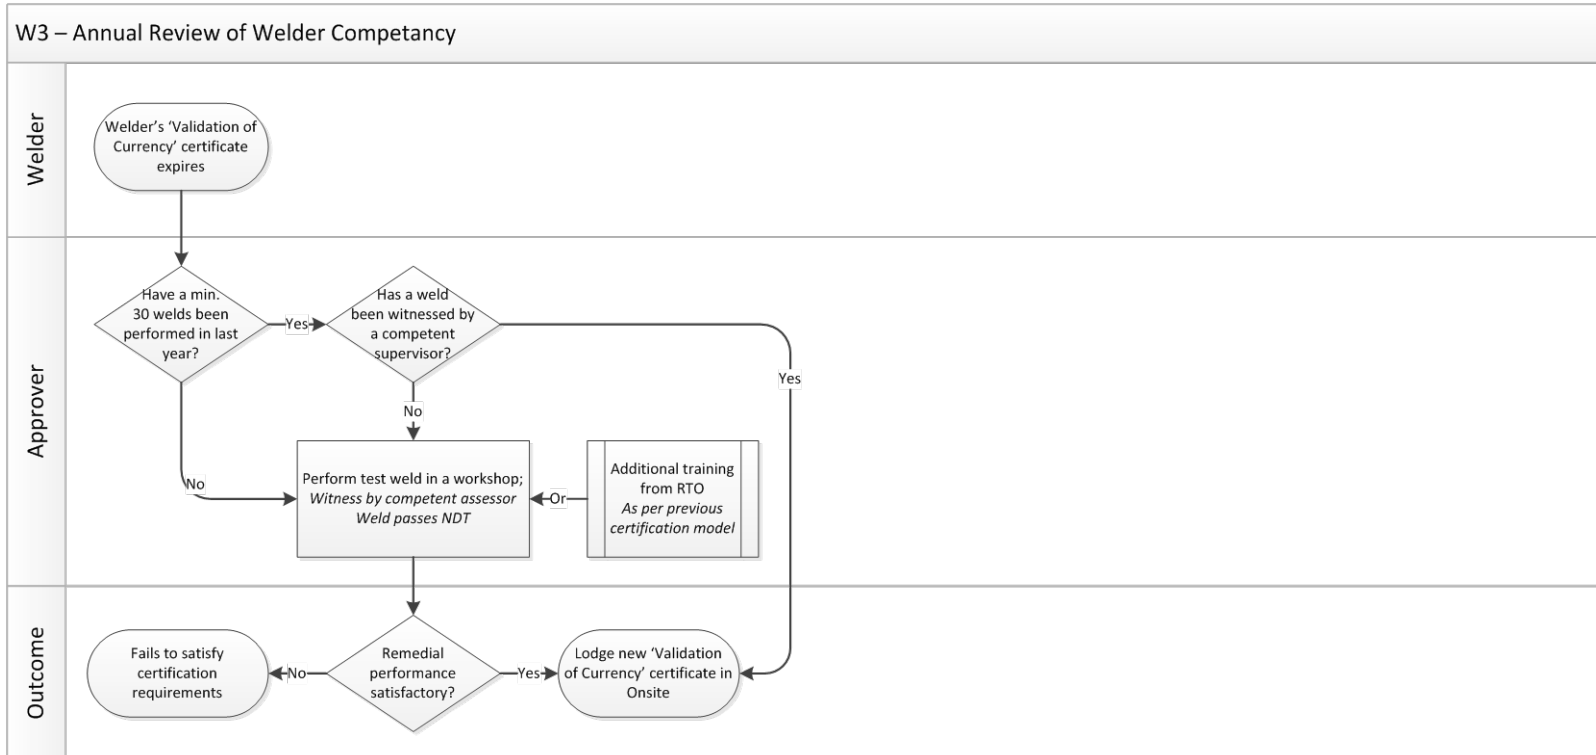 W3 – Annual Review of Welder Competancy
Welder
Welder's 'Validation of
Currency' certificate
expires
Approver
Have a min.
30 welds been
performed in last
year?
Yes
Has a weld
been witnessed by
a competent
supervisor?
Yes
No
No
Perform test weld in a workshop;
Witness by competent assessor
Weld passes NDT
Or
Additional training
from RTO
As per previous
certification model
Outcome
Fails to satisfy
certification
requirements
No
Remedial
performance
satisfactory?
Yes
Lodge new 'Validation
of Currency' certificate in
Onsite